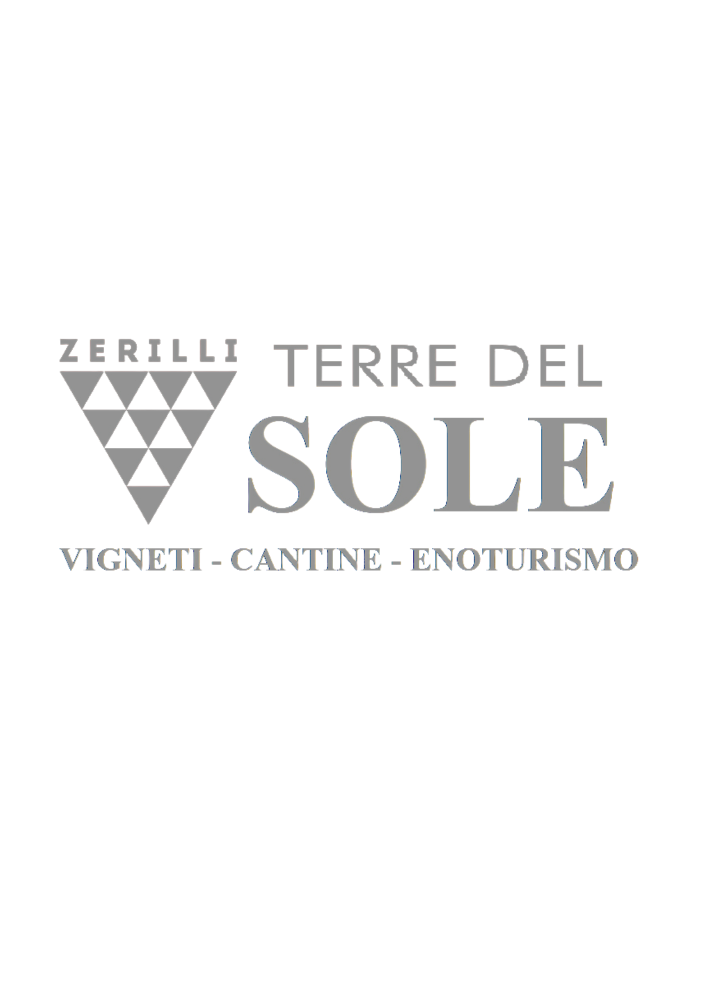 ZERILLI
TERRE DEL
SOLE
VIGNETI - CANTINE - ENOTURISMO